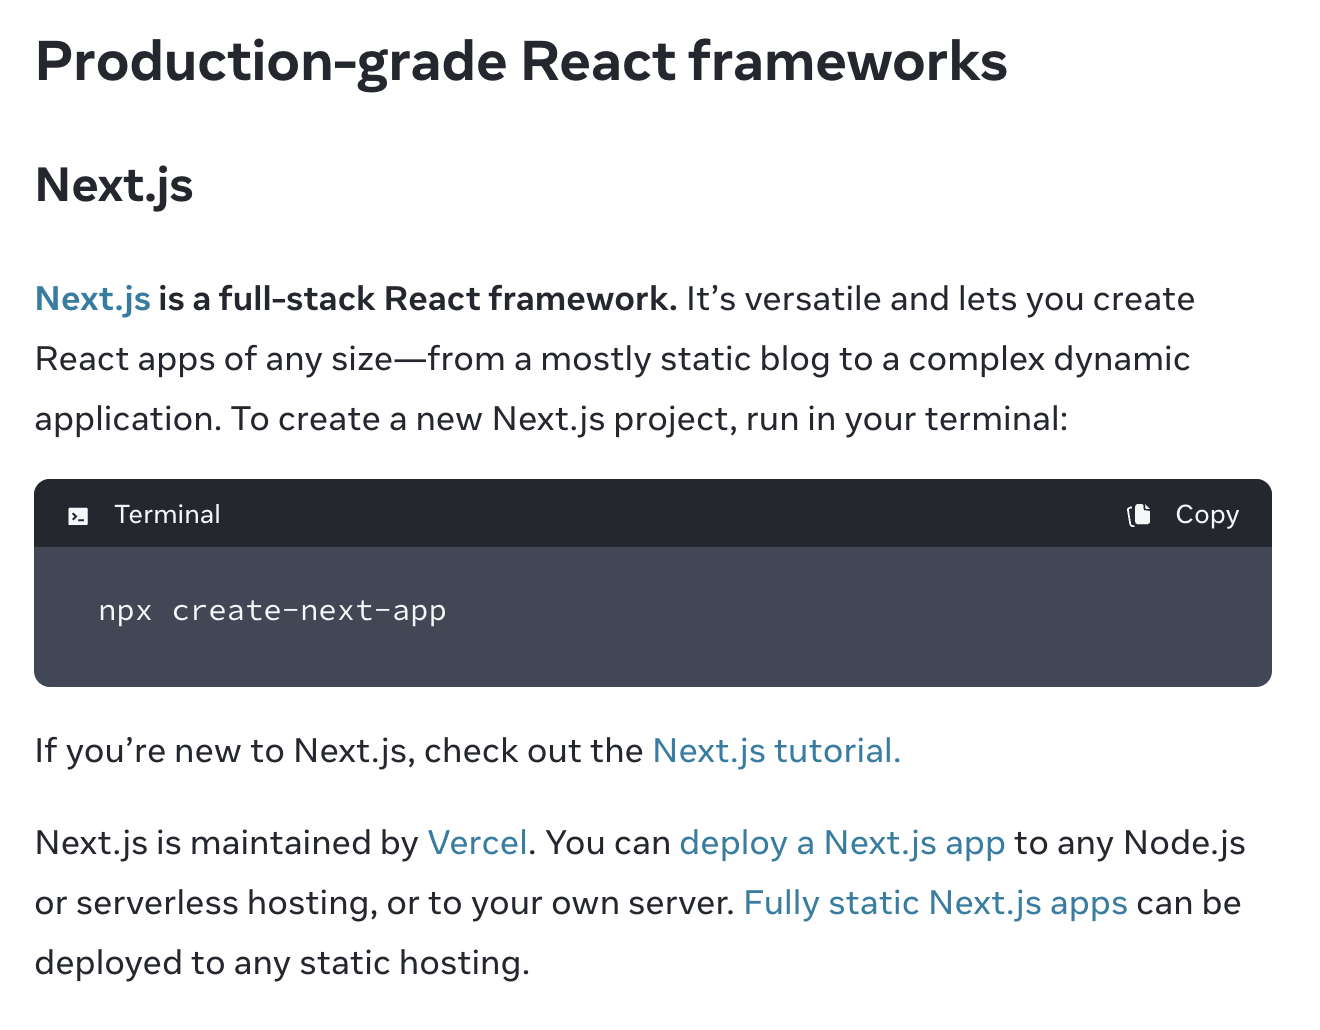 Production-grade React frameworks
Next.js
Next.js is a full-stack React framework. It’s versatile and lets you create
React apps of any size—from a mostly static blog to a complex dynamic
application. To create a new Next.js project, run in your terminal:
Terminal
Copy
npx create-next-app
If you’re new to Next.js, check out the Next.js tutorial.
Next.js is maintained by Vercel. You can deploy a Next.js app to any Node.js
or serverless hosting, or to your own server. Fully static Next.js apps can be
deployed to any static hosting.